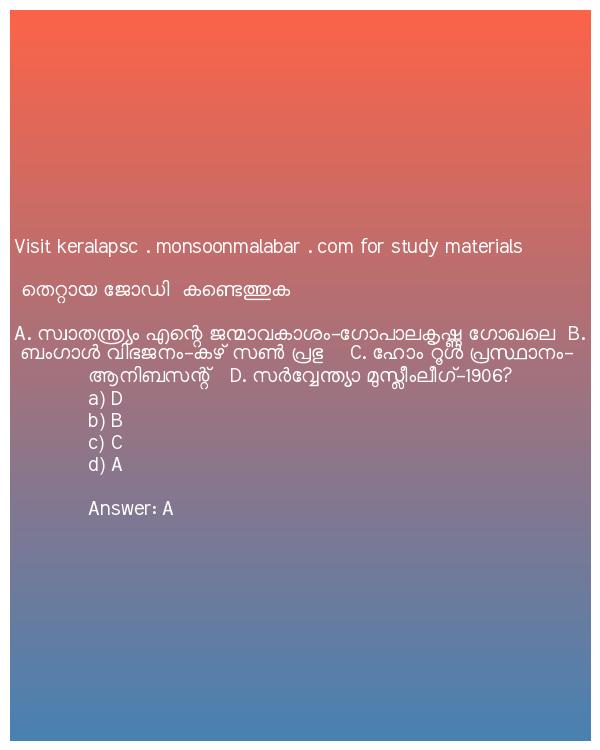 Visit keralapsc . monsoonmalabar . com for study materials
തെറ്റായ ജോഡി കണ്ടെത്തുക
A. സ്വാതന്ത്ര്യം എന്റെ ജന്മാവകാശം-ഗോപാലകൃഷ്ണ ഗോഖലെ B.
ബംഗാൾ വിഭജനം-കഴ് സൺ പ്രഭു C. ഹോം റൂൾ പ്രസ്ഥാനം-
ആനിബസന്റ് D. സർവ്വേന്ത്യാ മുസ്ലീംലീഗ്-1906?
a) D
b) B
c) C
d) A
Answer: A